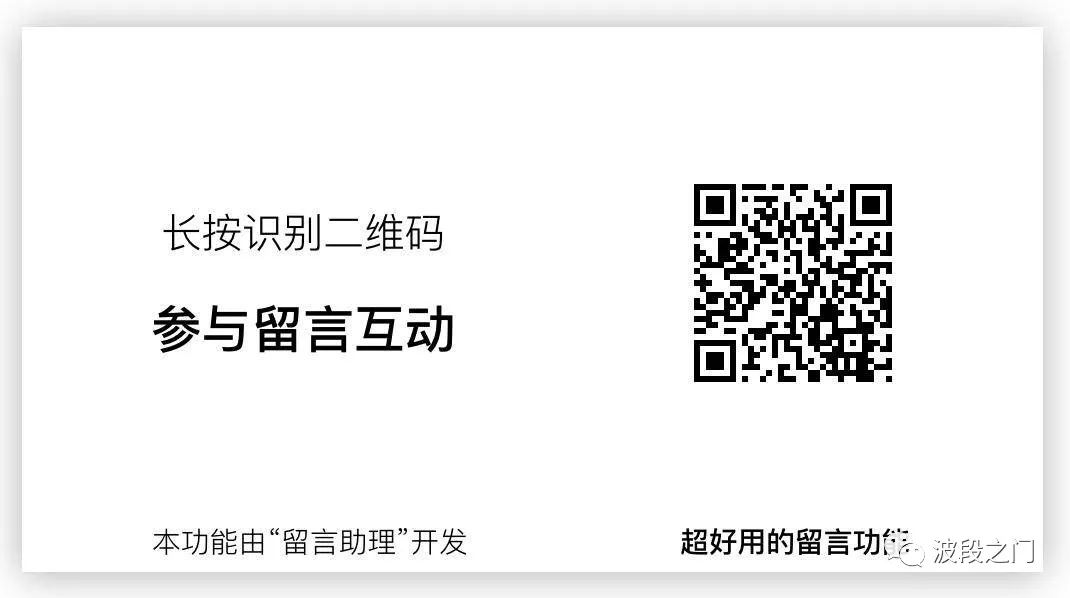 长按识别二维码
参与留言互动
本功能由“留言助理”开发
超好用的留言功能
波段之门